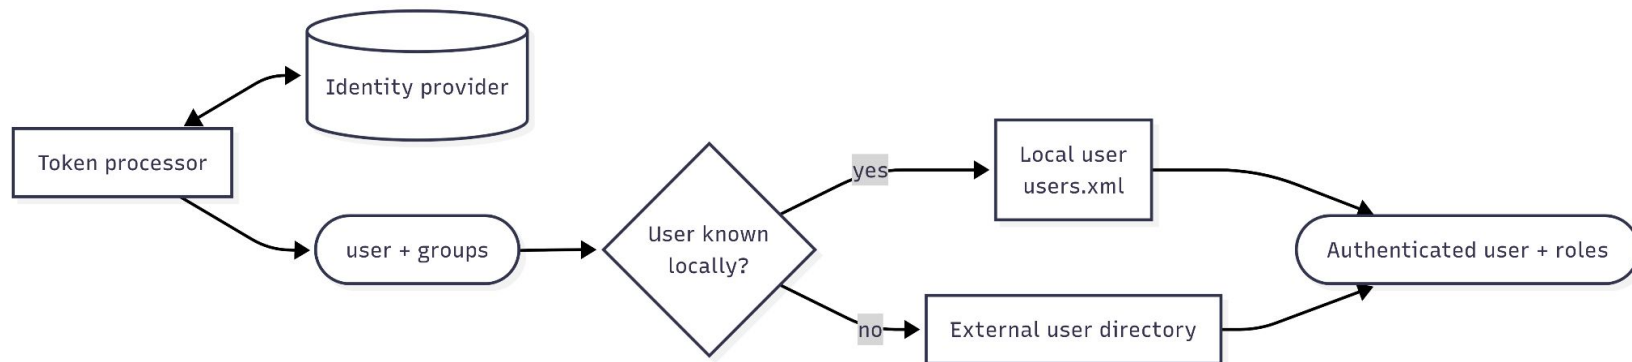 Identity provider
Token processor
user + groups
User known
locally?
yes
no
Local user
users.xml
External user directory
Authenticated user + roles